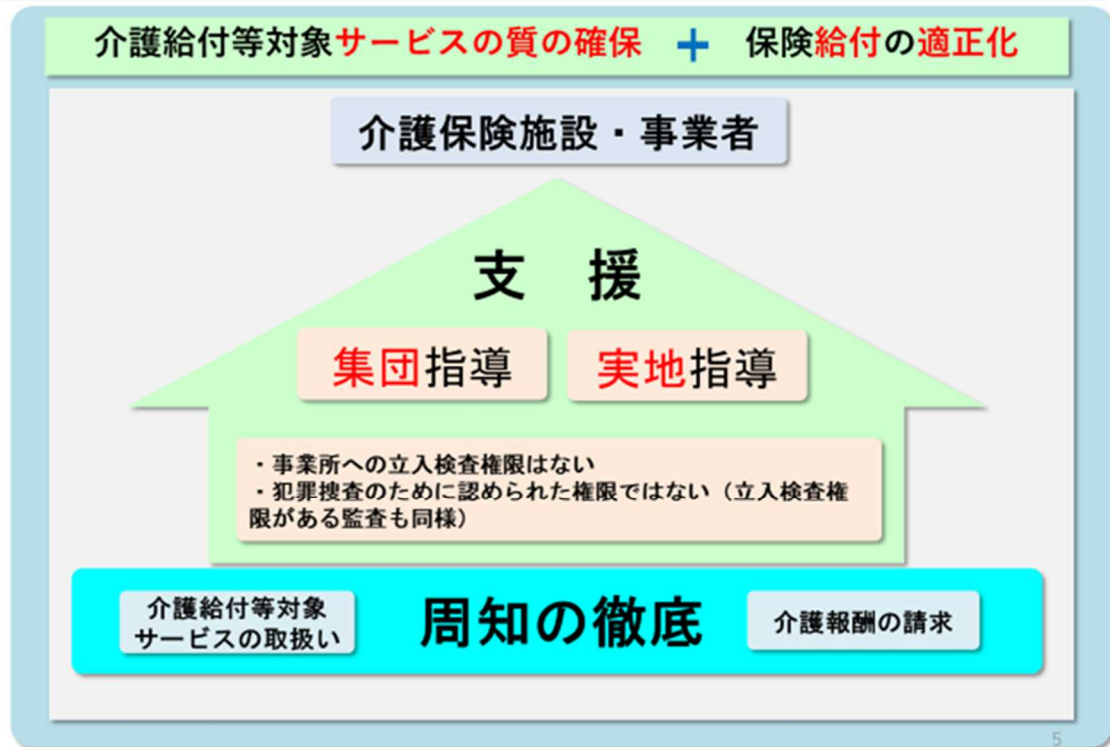 介護給付等対象サービスの質の確保 + 保険給付の適正化
介護保険施設・事業者
支 援
集団指導
実地指導
・事業所への立入検査権限はない
・犯罪捜査のために認められた権限ではない（立入検査権
限がある監査も同様）
介護給付等対象
サービスの取扱い
周知の徹底
介護報酬の請求
5